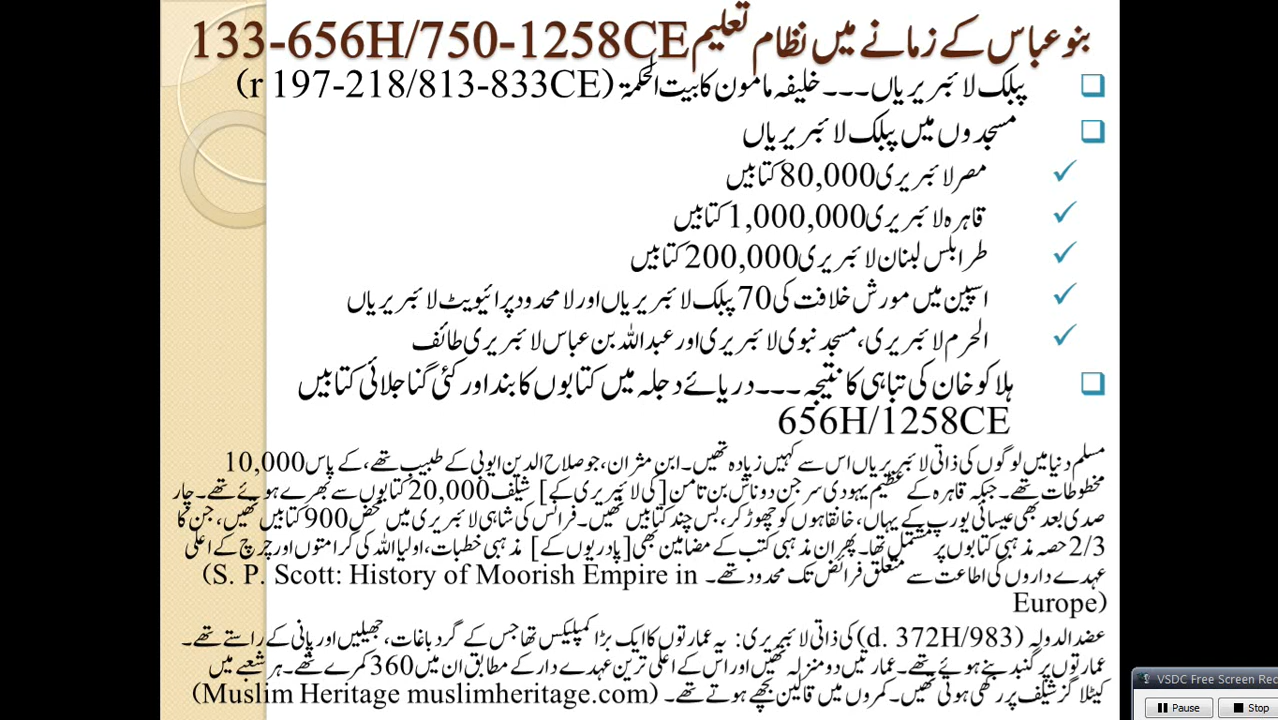 بنو عباس کے زمانے میں نظام تعلیم 133-656H/750-1258CE
پبلک لائبریریاں۔۔۔ خلیفہ مامون کا بیت الحکمۃ (r 197-218/813-833CE)
مسجدوں میں پبلک لائبریریاں
مصر لائبریری 80,000 کتابیں
قاہرہ لائبریری 1,000,000 کتابیں
طرابلس لبنان لائبریری 200,000 کتابیں
اسپین میں مورش خلافت کی 70 پبلک لائبریریاں اور لامحدود پرائیویٹ لائبریریاں
الحرم لائبریری، مسجد نبوی لائبریری اور عبداللہ بن عباس لائبریری طائف
ہلاکو خان کی تباہی کا نتیجہ۔۔۔ دریائے دجلہ میں کتابوں کا بند اور کئی گنا جلائی کتابیں
656H/1258CE
مسلم دنیا میں لوگوں کی ذاتی لائبریریاں اس سے کہیں زیادہ تھیں۔ ابن مثران، جو صلاح الدین ایوبی کے طبیب تھے، کے پاس 10,000
مخطوطات تھے۔ جبکہ قاہرہ کے عظیم یہودی سرجن دوناش بن تامن [کی لائبریری کے] شیلف 20,000 کتابوں سے بھرے ہوئے تھے۔ چار
صدی بعد بھی عیسائی یورپ کے یہاں، خانقاہوں کو چھوڑ کر، بس چند کتابیں تھیں۔ فرانس کی شاہی لائبریری میں محض 900 کتابیں تھیں، جن کا
2/3 حصہ مذہبی کتابوں پر مشتمل تھا۔ پھر ان مذہبی کتب کے مضامین بھی [پادریوں کے] مذہبی خطبات، اولیا اللہ کی کرامتوں اور چرچ کے اعلی
عہدے داروں کی اطاعت سے متعلق فرائض تک محدود تھے۔ (S. P. Scott: History of Moorish Empire in
Europe)
عضد الدولہ (d. 372H/983) کی ذاتی لائبریری: یہ عمارتوں کا ایک بڑا کمپلیکس تھا جس کے گرد باغات، جھیلیں اور پانی کے راستے تھے۔
عمارتوں پر گنبد بنے ہوئے تھے۔ عمارتیں دو منزلہ تھیں اور اس کے اعلی ترین عہدے دار کے مطابق ان میں 360 کمرے تھے۔ ہر شعبے میں
کیٹلاگز شیلف پر رکھی ہوتی تھیں۔ کمروں میں قالین بچھے ہوتے تھے۔ (Muslim Heritage muslimheritage.com)
VSDC Free Screen Rec
Pause Stop